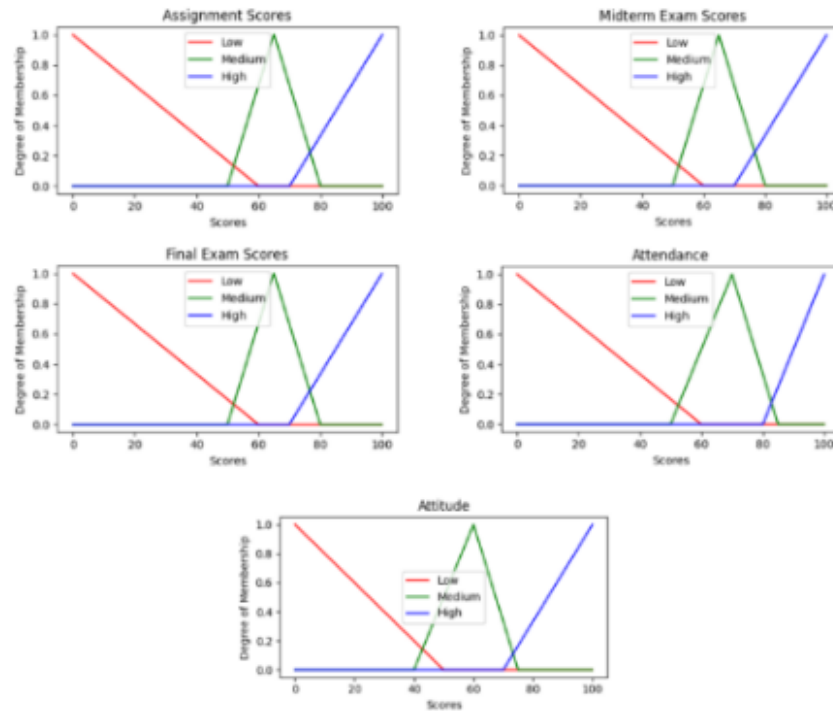 Assignment Scores
Degree of Membership
1.0
0.8
0.6
0.4
0.2
0.0
Low
Medium
High
0
20
40
60
80
100
Scores
Midterm Exam Scores
Degree of Membership
1.0
0.8
0.6
0.4
0.2
0.0
Low
Medium
High
0
20
40
60
80
100
Scores
Final Exam Scores
Degree of Membership
1.0
0.8
0.6
0.4
0.2
0.0
Low
Medium
High
0
20
40
60
80
100
Scores
Attendance
Degree of Membership
1.0
0.8
0.6
0.4
0.2
0.0
Low
Medium
High
0
20
40
60
80
100
Scores
Attitude
Degree of Membership
1.0
0.8
0.6
0.4
0.2
0.0
Low
Medium
High
0
20
40
60
80
100
Scores